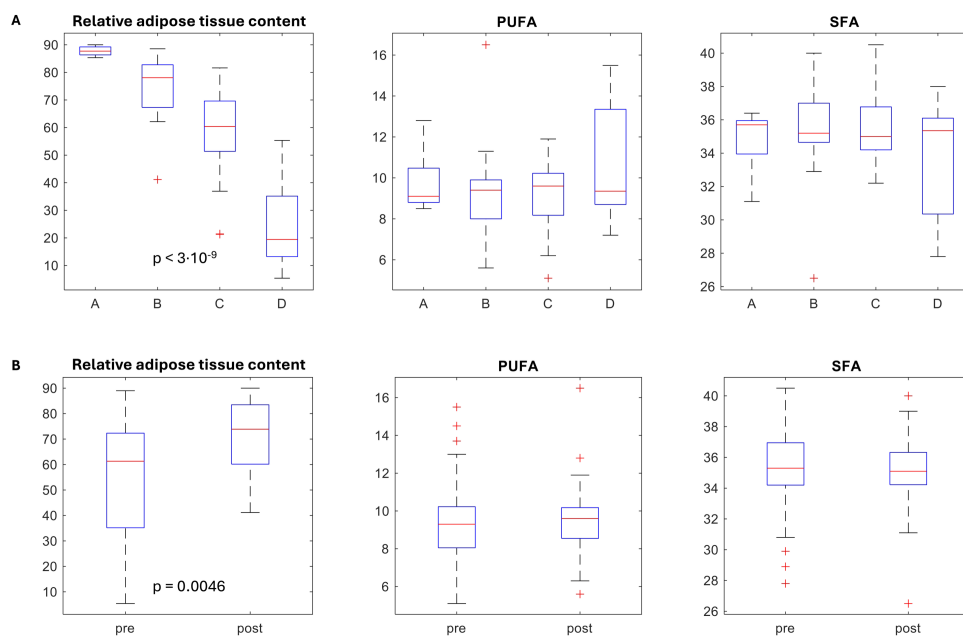 A
Relative adipose tissue content
PUFA
SFA
90
80
70
60
50
40
30
20
10
p < 3·10⁻⁹
A B C D
16
14
12
10
8
6
A B C D
40
38
36
34
32
30
28
26
A B C D
B
Relative adipose tissue content
PUFA
SFA
90
80
70
60
50
40
30
20
10
p = 0.0046
pre post
16
14
12
10
8
6
pre post
40
38
36
34
32
30
28
26
pre post